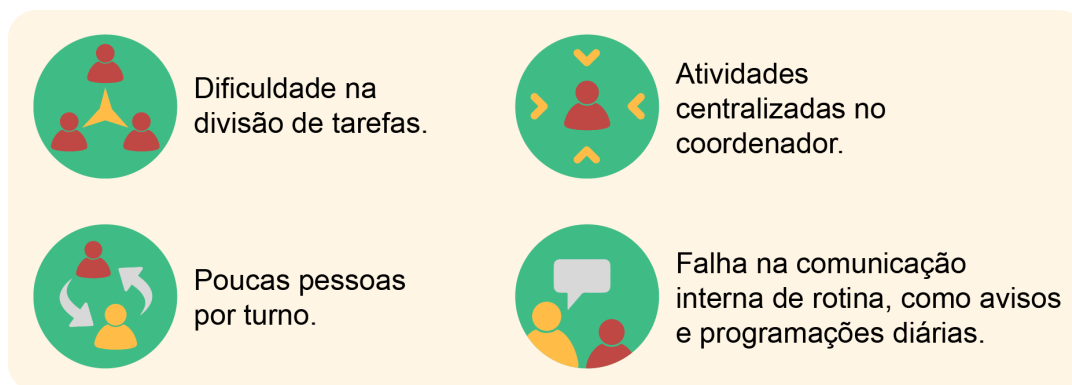 Dificuldade na
divisão de tarefas.
Atividades
centralizadas no
coordenador.
Poucas pessoas
por turno.
Falha na comunicação
interna de rotina, como avisos
e programações diárias.